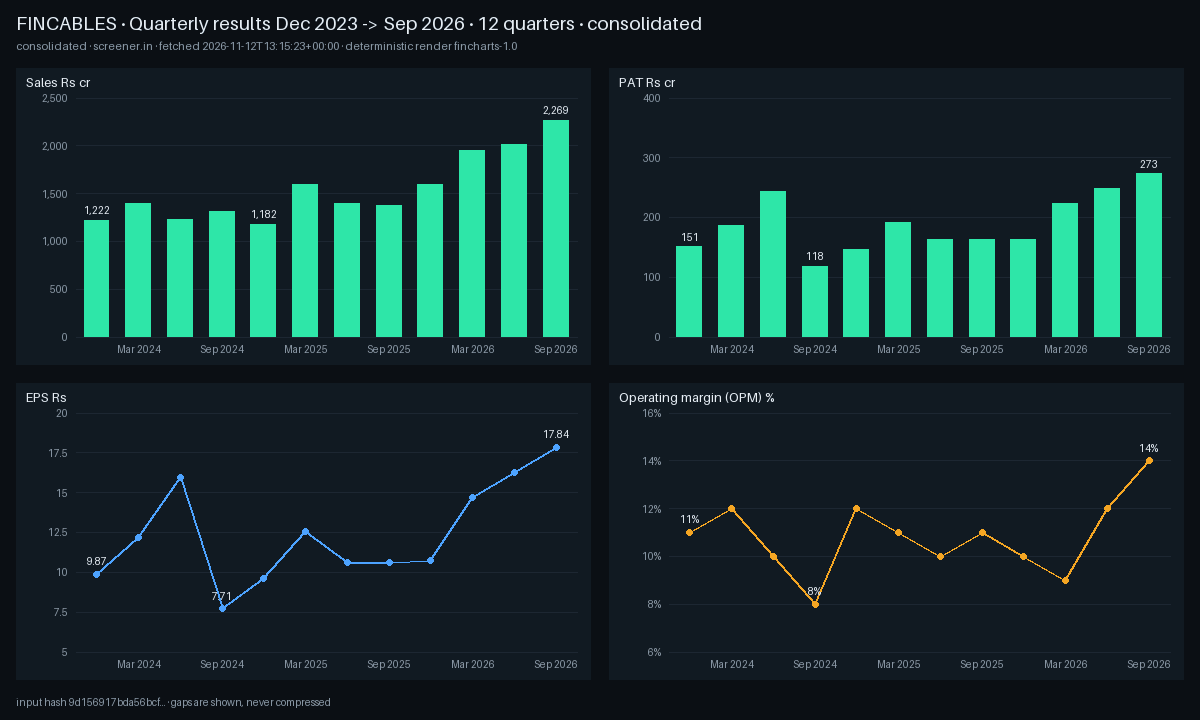 FINCABLES · Quarterly results Dec 2023 -> Sep 2026 · 12 quarters · consolidated
consolidated · screener.in · fetched 2026-11-12T13:15:23+00:00 · deterministic render fincharts-1.0
Sales Rs cr
2,500
2,000
1,500
1,000
500
0
1,222
1,182
2,269
Mar 2024
Sep 2024
Mar 2025
Sep 2025
Mar 2026
Sep 2026
PAT Rs cr
400
300
200
100
0
151
118
273
Mar 2024
Sep 2024
Mar 2025
Sep 2025
Mar 2026
Sep 2026
EPS Rs
20
17.5
15
12.5
10
7.5
5
9.87
7.71
17.84
Mar 2024
Sep 2024
Mar 2025
Sep 2025
Mar 2026
Sep 2026
Operating margin (OPM) %
16%
14%
12%
10%
8%
6%
11%
8%
14%
Mar 2024
Sep 2024
Mar 2025
Sep 2025
Mar 2026
Sep 2026
input hash 9d156917bda56bcf… · gaps are shown, never compressed